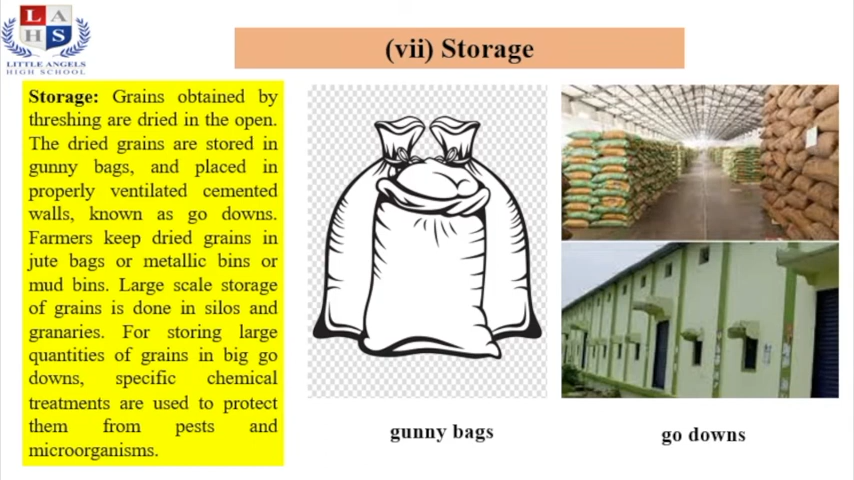 L A
H S
LITTLE ANGELS
HIGH SCHOOL
(vii) Storage
Storage: Grains obtained by
threshing are dried in the open.
The dried grains are stored in
gunny bags, and placed in
properly ventilated cemented
walls, known as go downs.
Farmers keep dried grains in
jute bags or metallic bins or
mud bins. Large scale storage
of grains is done in silos and
granaries. For storing large
quantities of grains in big go
downs, specific chemical
treatments are used to protect
them from pests and
microorganisms.
gunny bags
go downs